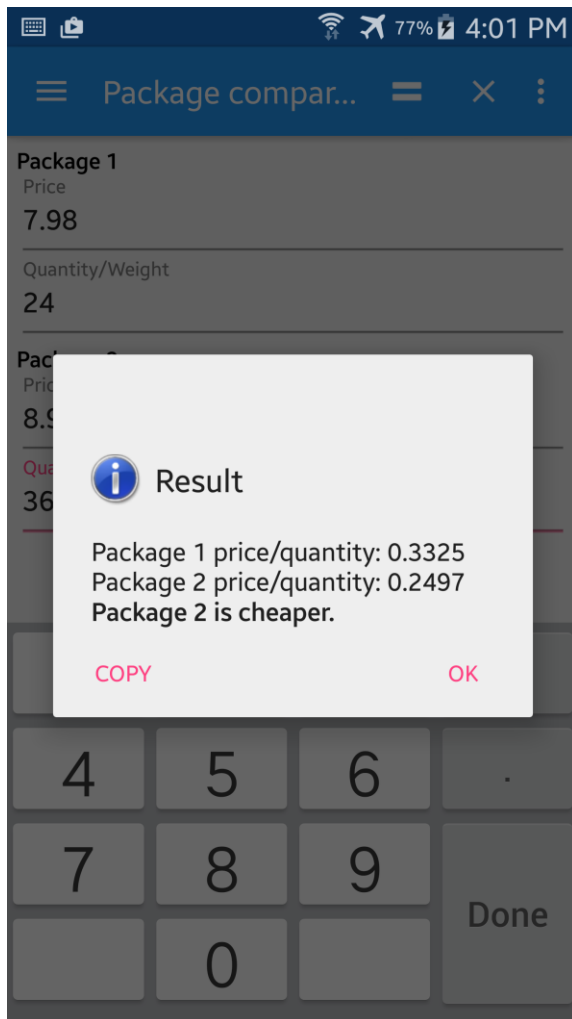 77% 4:01 PM
Package compar...
Package 1
Price
7.98
Quantity/Weight
24
Result
Package 1 price/quantity: 0.3325
Package 2 price/quantity: 0.2497
Package 2 is cheaper.
COPY OK
36
4 5 6 .
7 8 9
Done
0